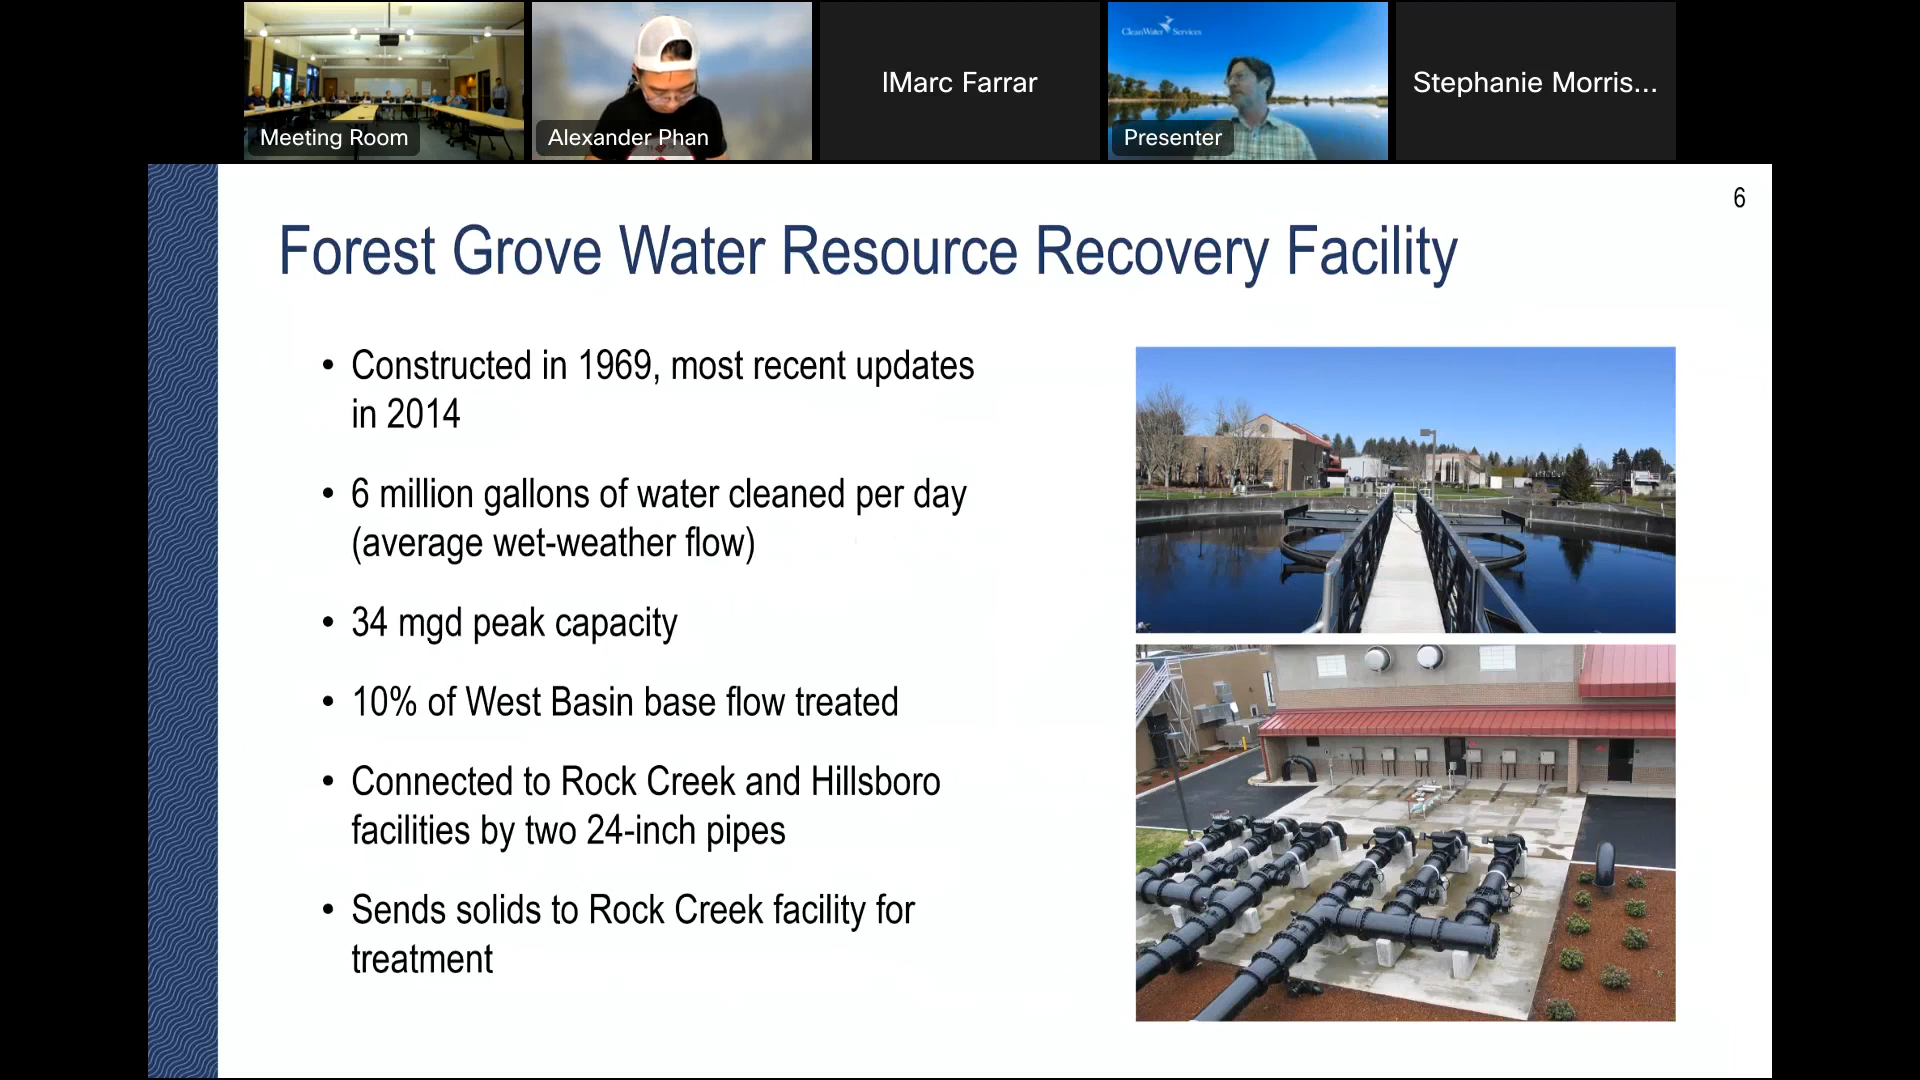 CleanWater Services
Meeting Room
Alexander Phan
IMarc Farrar
Presenter
Stephanie Morris...
6
Forest Grove Water Resource Recovery Facility
• Constructed in 1969, most recent updates
in 2014
• 6 million gallons of water cleaned per day
(average wet-weather flow)
• 34 mgd peak capacity
• 10% of West Basin base flow treated
• Connected to Rock Creek and Hillsboro
facilities by two 24-inch pipes
• Sends solids to Rock Creek facility for
treatment